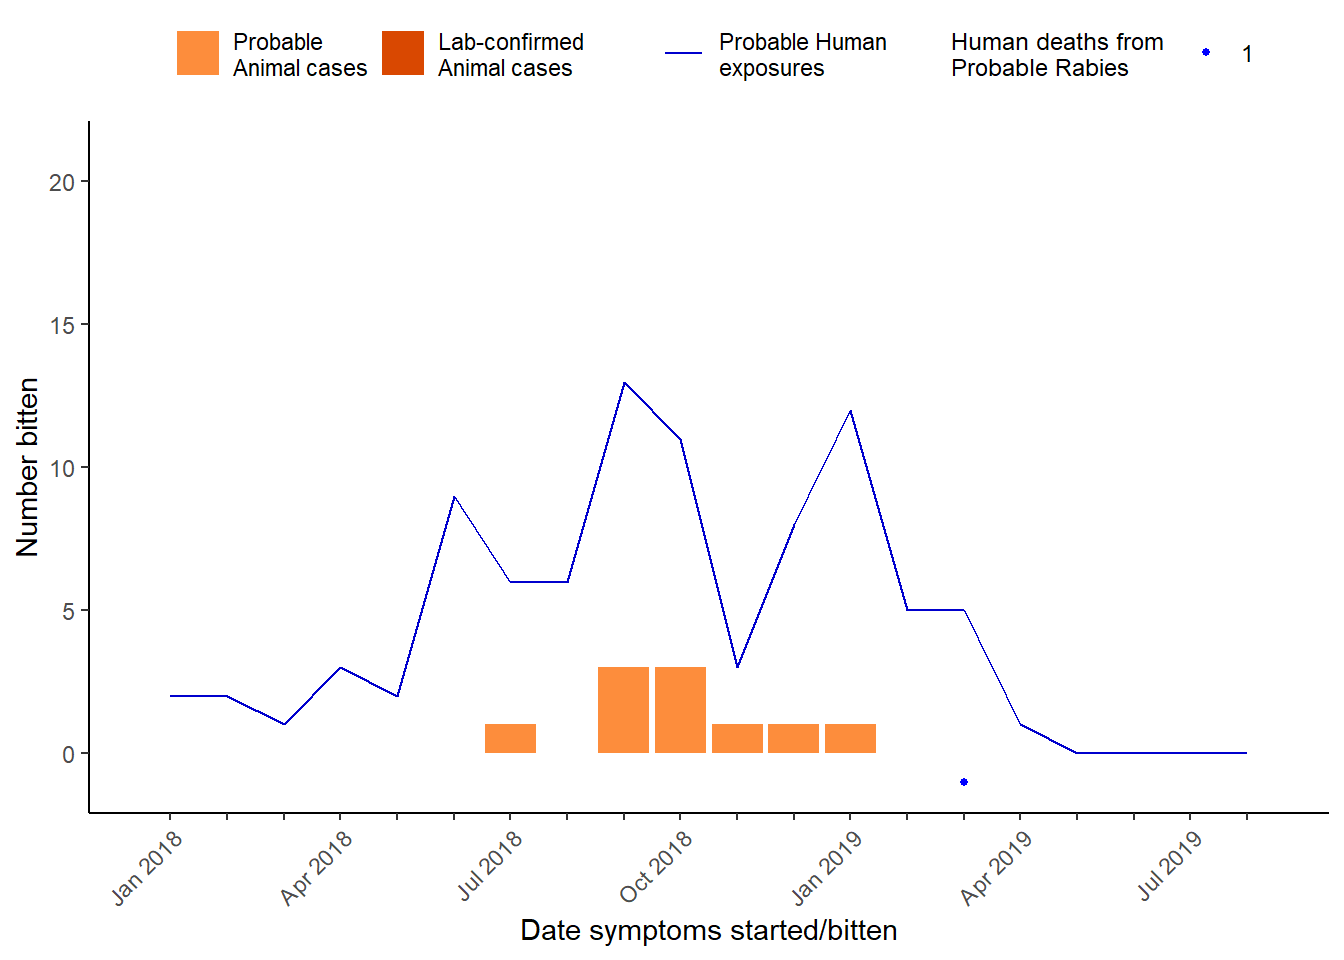 Probable
Animal cases
Lab-confirmed
Animal cases
Probable Human
exposures
Human deaths from
Probable Rabies
1
Number bitten
20
15
10
5
0
Jan 2018
Apr 2018
Jul 2018
Oct 2018
Jan 2019
Apr 2019
Jul 2019
Date symptoms started/bitten